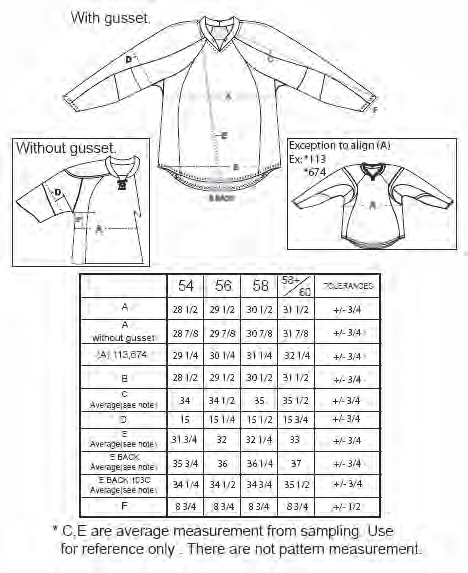 With gusset.
D
C
A
E
F
B
E BACK
Without gusset.
D
A
Exception to align (A)
Ex: *113
*674
A
54 56 58 58+/60 TOLERANCES
A 28 1/2 29 1/2 30 1/2 31 1/2 +/- 3/4
A without gusset 28 7/8 29 7/8 30 7/8 31 7/8 +/- 3/4
(A) 113,674 29 1/4 30 1/4 31 1/4 32 1/4 +/- 3/4
B 28 1/2 29 1/2 30 1/2 31 1/2 +/- 3/4
C Average(see note) 34 34 1/2 35 35 1/2 +/- 3/4
D 15 15 1/4 15 1/2 15 3/4 +/- 3/4
E Average(see note) 31 3/4 32 32 1/4 33 +/- 3/4
E BACK Average(see note) 35 3/4 36 36 1/4 37 +/- 3/4
E BACK 103C Average(see note) 34 1/4 34 1/2 34 3/4 35 1/2 +/- 3/4
F 8 3/4 8 3/4 8 3/4 8 3/4 +/- 1/2
* C,E are average measurement from sampling. Use
for reference only . There are not pattern measurement.